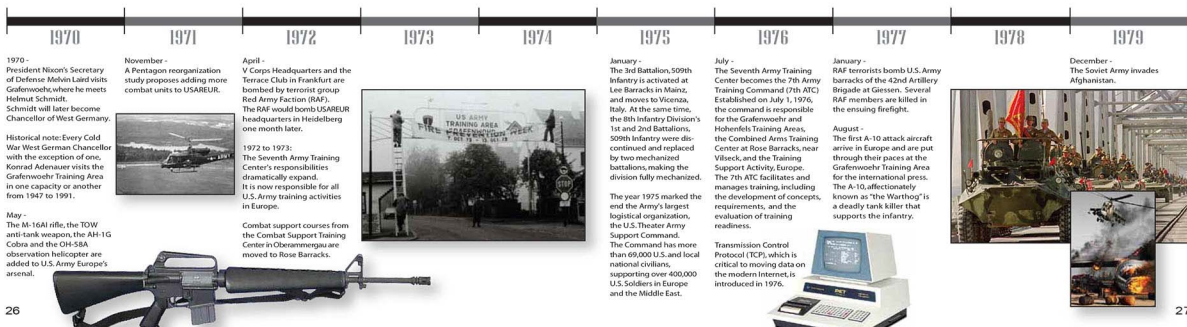 1970
1971
1972
1973
1974
1975
1976
1977
1978
1979
1970 -
President Nixon's Secretary
of Defense Melvin Laird visits
Grafenwoehr, where he meets
Helmut Schmidt.
Schmidt will later become
Chancellor of West Germany.
Historical note: Every Cold
War West German Chancellor
with the exception of one,
Konrad Adenauer visits the
Grafenwoehr Training Area
in one capacity or another
from 1947 to 1991.
May -
The M-16AI rifle, the TOW
anti-tank weapon, the AH-1G
Cobra and the OH-58A
observation helicopter are
added to U.S. Army Europe's
arsenal.
November -
A Pentagon reorganization
study proposes adding more
combat units to USAREUR.
April -
V Corps Headquarters and the
Terrace Club in Frankfurt are
bombed by terrorist group
Red Army Faction (RAF).
The RAF would bomb USAREUR
headquarters in Heidelberg
one month later.
1972 to 1973:
The Seventh Army Training
Center's responsibilities
dramatically expand.
It is now responsible for all
U.S. Army training activities
in Europe.
Combat support courses from
the Combat Support Training
Center in Oberammergau are
moved to Rose Barracks.
US ARMY
TRAINING AREA
GRAFENWOEHR
FIRE PREVENTION WEEK
STOP
January -
The 3rd Battalion, 509th
Infantry is activated at
Lee Barracks in Mainz,
and moves to Vicenza,
Italy. At the same time,
the 8th Infantry Division's
1st and 2nd Battalions,
509th Infantry were dis-
continued and replaced
by two mechanized
battalions, making the
division fully mechanized.
The year 1975 marked the
end the Army's largest
logistical organization,
the U.S. Theater Army
Support Command.
The Command has more
than 69,000 U.S. and local
national civilians,
supporting over 400,000
U.S. Soldiers in Europe
and the Middle East.
July -
The Seventh Army Training
Center becomes the 7th Army
Training Command (7th ATC)
Established on July 1, 1976,
the command is responsible
for the Grafenwoehr and
Hohenfels Training Areas,
the Combined Arms Training
Center at Rose Barracks, near
Vilseck, and the Training
Support Activity, Europe.
The 7th ATC facilitates and
manages training, including
the development of concepts,
requirements, and the
evaluation of training
readiness.
Transmission Control
Protocol (TCP), which is
critical to moving data on
the modern Internet, is
introduced in 1976.
January -
RAF terrorists bomb U.S. Army
barracks of the 42nd Artillery
Brigade at Giessen. Several
RAF members are killed in
the ensuing firefight.
August -
The first A-10 attack aircraft
arrive in Europe and are put
through their paces at the
Grafenwoehr Training Area
for the international press.
The A-10, affectionately
known as "the Warthog" is
a deadly tank killer that
supports the infantry.
PET
December -
The Soviet Army invades
Afghanistan.
26
27